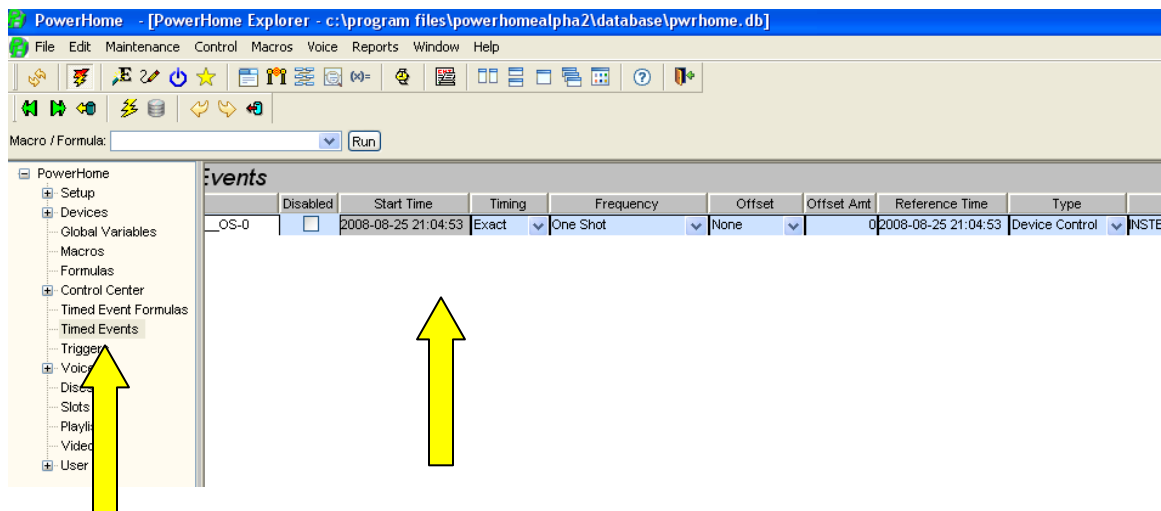 PowerHome - [PowerHome Explorer - c:\program files\powerhomealpha2\database\pwrhome.db]
File Edit Maintenance Control Macros Voice Reports Window Help
Macro / Formula: Run
PowerHome
Setup
Devices
Global Variables
Macros
Formulas
Control Center
Timed Event Formulas
Timed Events
Voice
Slots
User
Events
Disabled Start Time Timing Frequency Offset Offset Amt Reference Time Type
__OS-0 2008-08-25 21:04:53 Exact One Shot None 0 2008-08-25 21:04:53 Device Control INSTE